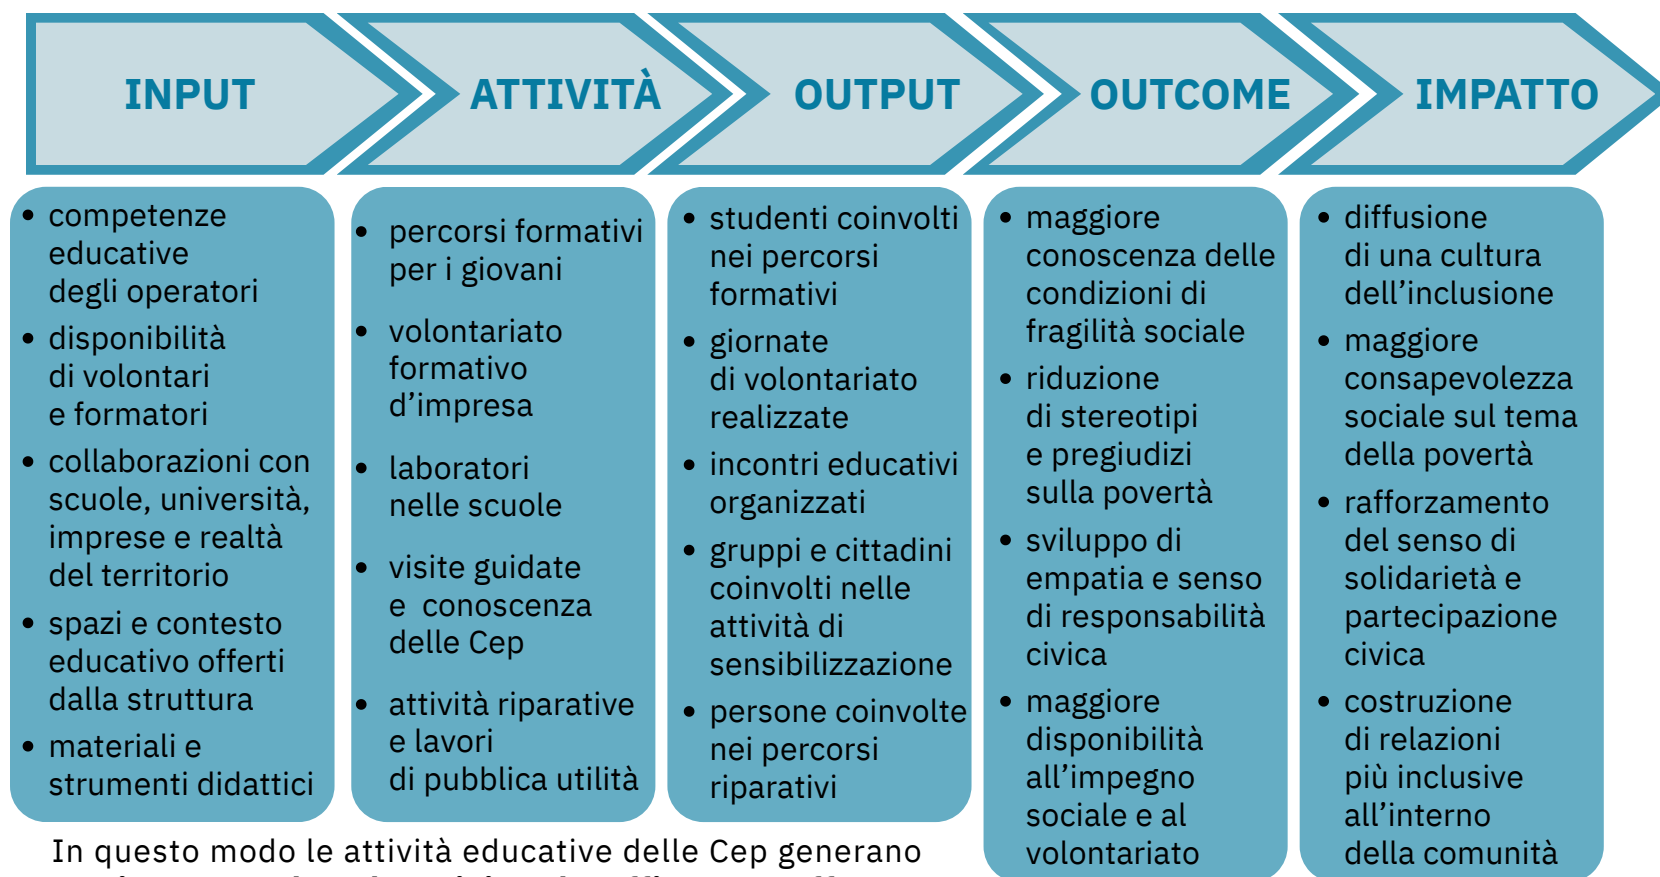 INPUT
ATTIVITÀ
OUTPUT
OUTCOME
IMPATTO
• competenze
educative
degli operatori
• disponibilità
di volontari
e formatori
• collaborazioni con
scuole, università,
imprese e realtà
del territorio
• spazi e contesto
educativo offerti
dalla struttura
• materiali e
strumenti didattici
• percorsi formativi
per i giovani
• volontariato
formativo
d’impresa
• laboratori
nelle scuole
• visite guidate
e conoscenza
delle Cep
• attività riparative
e lavori
di pubblica utilità
• studenti coinvolti
nei percorsi
formativi
• giornate
di volontariato
realizzate
• incontri educativi
organizzati
• gruppi e cittadini
coinvolti nelle
attività di
sensibilizzazione
• persone coinvolte
nei percorsi
riparativi
• maggiore
conoscenza delle
condizioni di
fragilità sociale
• riduzione
di stereotipi
e pregiudizi
sulla povertà
• sviluppo di
empatia e senso
di responsabilità
civica
• maggiore
disponibilità
all’impegno
sociale e al
volontariato
• diffusione
di una cultura
dell’inclusione
• maggiore
consapevolezza
sociale sul tema
della povertà
• rafforzamento
del senso di
solidarietà e
partecipazione
civica
• costruzione
di relazioni
più inclusive
all’interno
della comunità
In questo modo le attività educative delle Cep generano